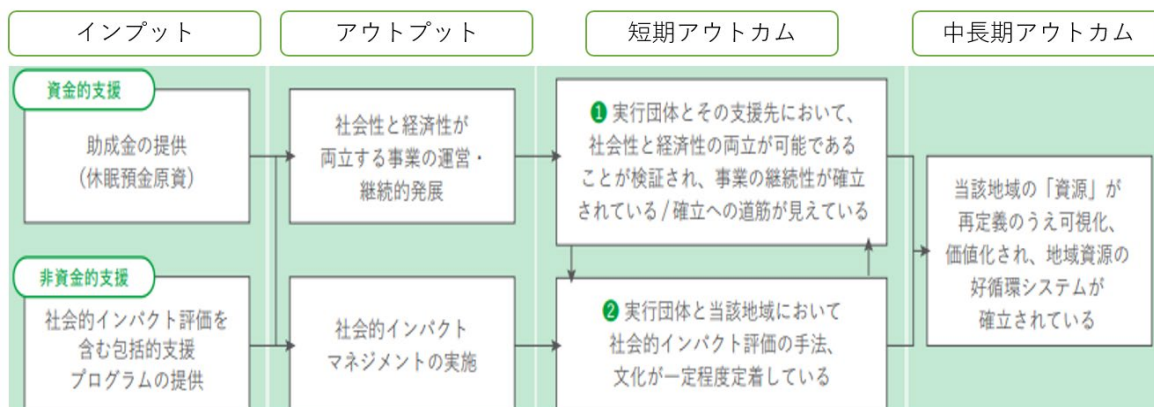 インプット
アウトプット
短期アウトカム
中長期アウトカム
資金的支援
助成金の提供
(休眠預金原資)
社会性と経済性が
両立する事業の運営・
継続的発展
❶ 実行団体とその支援先において、
社会性と経済性の両立が可能である
ことが検証され、事業の継続性が確立
されている / 確立への道筋が見えている
非資金的支援
社会的インパクト評価を
含む包括的支援
プログラムの提供
社会的インパクト
マネジメントの実施
❷ 実行団体と当該地域において
社会的インパクト評価の手法、
文化が一定程度定着している
当該地域の「資源」が
再定義のうえ可視化、
価値化され、地域資源の
好循環システムが
確立されている